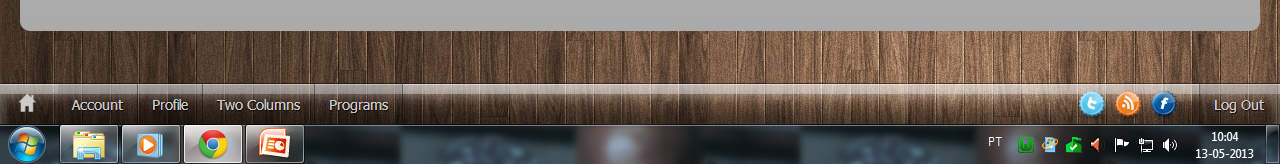 Account Profile Two Columns Programs Log Out
PT 10:04
13-05-2013